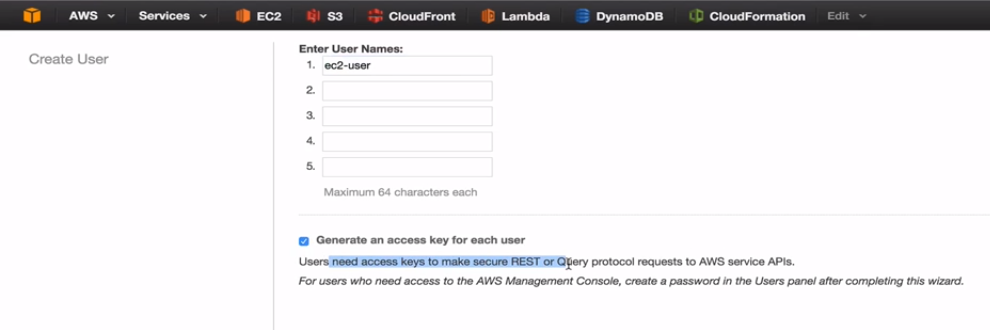 AWS Services EC2 S3 CloudFront Lambda DynamoDB CloudFormation Edit
Create User
Enter User Names:
1. ec2-user
2.
3.
4.
5.
Maximum 64 characters each
Generate an access key for each user
Users need access keys to make secure REST or Query protocol requests to AWS service APIs.
For users who need access to the AWS Management Console, create a password in the Users panel after completing this wizard.